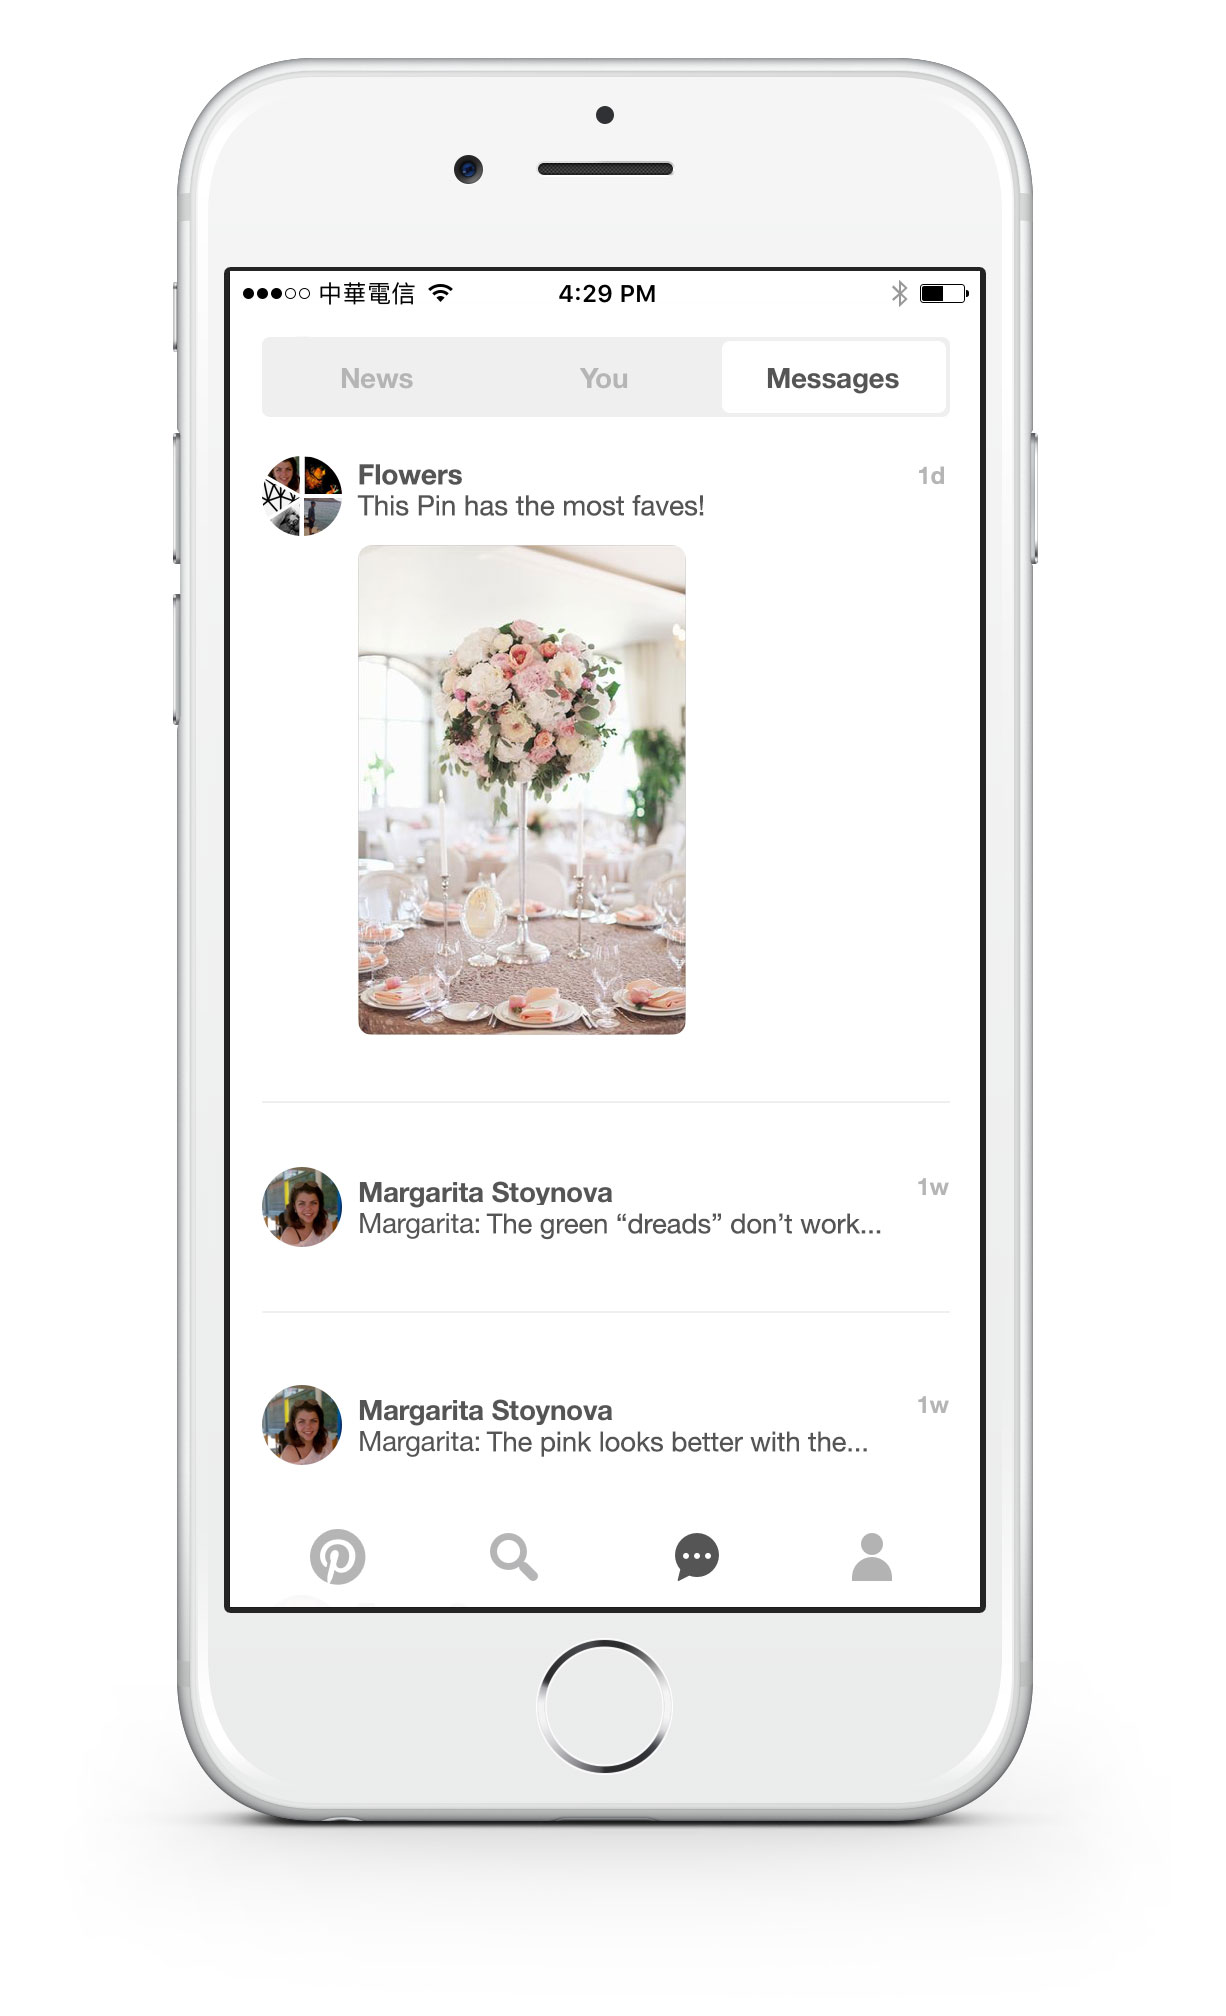 中華電信
4:29 PM
News
You
Messages
Flowers
1d
This Pin has the most faves!
Margarita Stoynova
1w
Margarita: The green “dreads” don’t work...
Margarita Stoynova
1w
Margarita: The pink looks better with the...